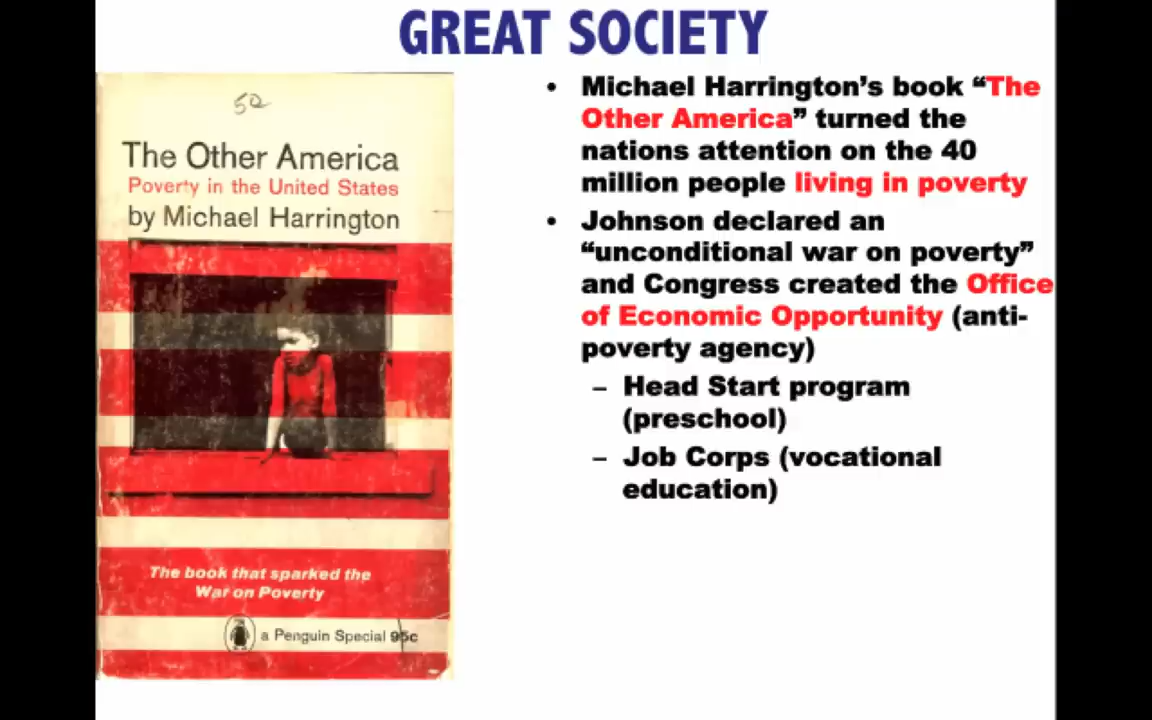 GREAT SOCIETY
50
The Other America
Poverty in the United States
by Michael Harrington
The book that sparked the
War on Poverty
a Penguin Special 95c
• Michael Harrington's book “The
Other America” turned the
nations attention on the 40
million people living in poverty
• Johnson declared an
“unconditional war on poverty”
and Congress created the Office
of Economic Opportunity (anti-
poverty agency)
– Head Start program
(preschool)
– Job Corps (vocational
education)